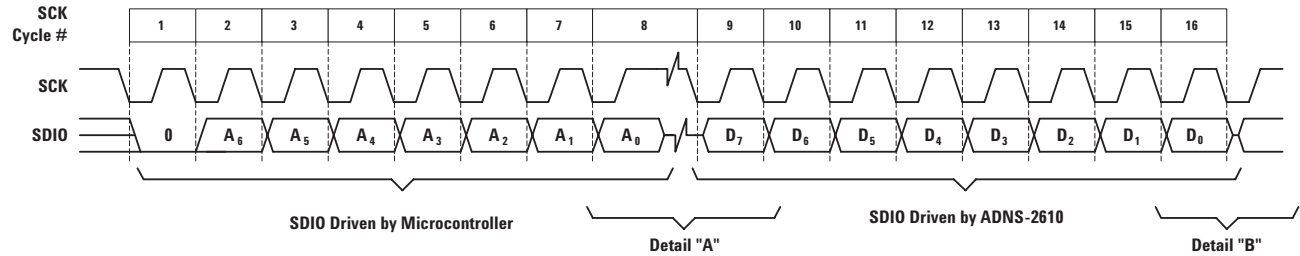 SCK
Cycle #
1 2 3 4 5 6 7 8 9 10 11 12 13 14 15 16
SCK
SDIO
0 A6 A5 A4 A3 A2 A1 A0 D7 D6 D5 D4 D3 D2 D1 D0
SDIO Driven by Microcontroller
SDIO Driven by ADNS-2610
Detail "A"
Detail "B"